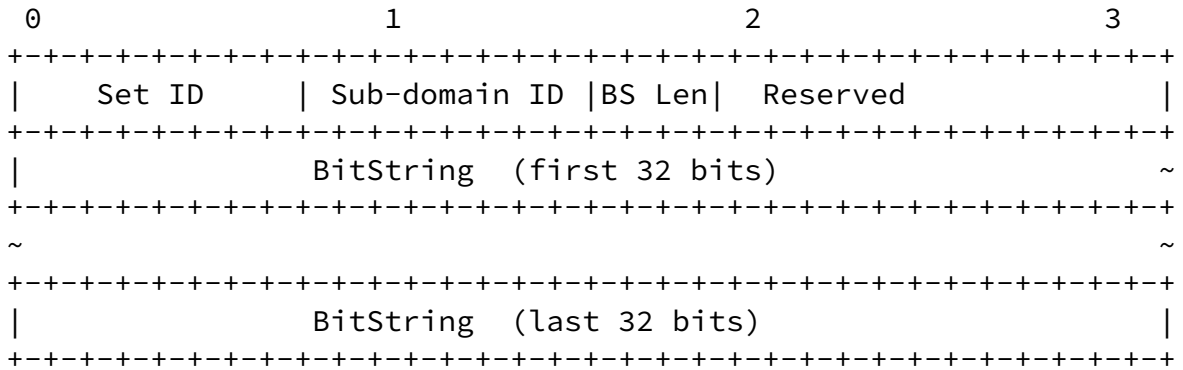 0                   1                   2                   3
+-+-+-+-+-+-+-+-+-+-+-+-+-+-+-+-+-+-+-+-+-+-+-+-+-+-+-+-+-+-+-+-+
|    Set ID     | Sub-domain ID |BS Len|  Reserved              |
+-+-+-+-+-+-+-+-+-+-+-+-+-+-+-+-+-+-+-+-+-+-+-+-+-+-+-+-+-+-+-+-+
|                BitString  (first 32 bits)                     ~
+-+-+-+-+-+-+-+-+-+-+-+-+-+-+-+-+-+-+-+-+-+-+-+-+-+-+-+-+-+-+-+-+
~                                                               ~
+-+-+-+-+-+-+-+-+-+-+-+-+-+-+-+-+-+-+-+-+-+-+-+-+-+-+-+-+-+-+-+-+
|                BitString  (last 32 bits)                      |
+-+-+-+-+-+-+-+-+-+-+-+-+-+-+-+-+-+-+-+-+-+-+-+-+-+-+-+-+-+-+-+-+